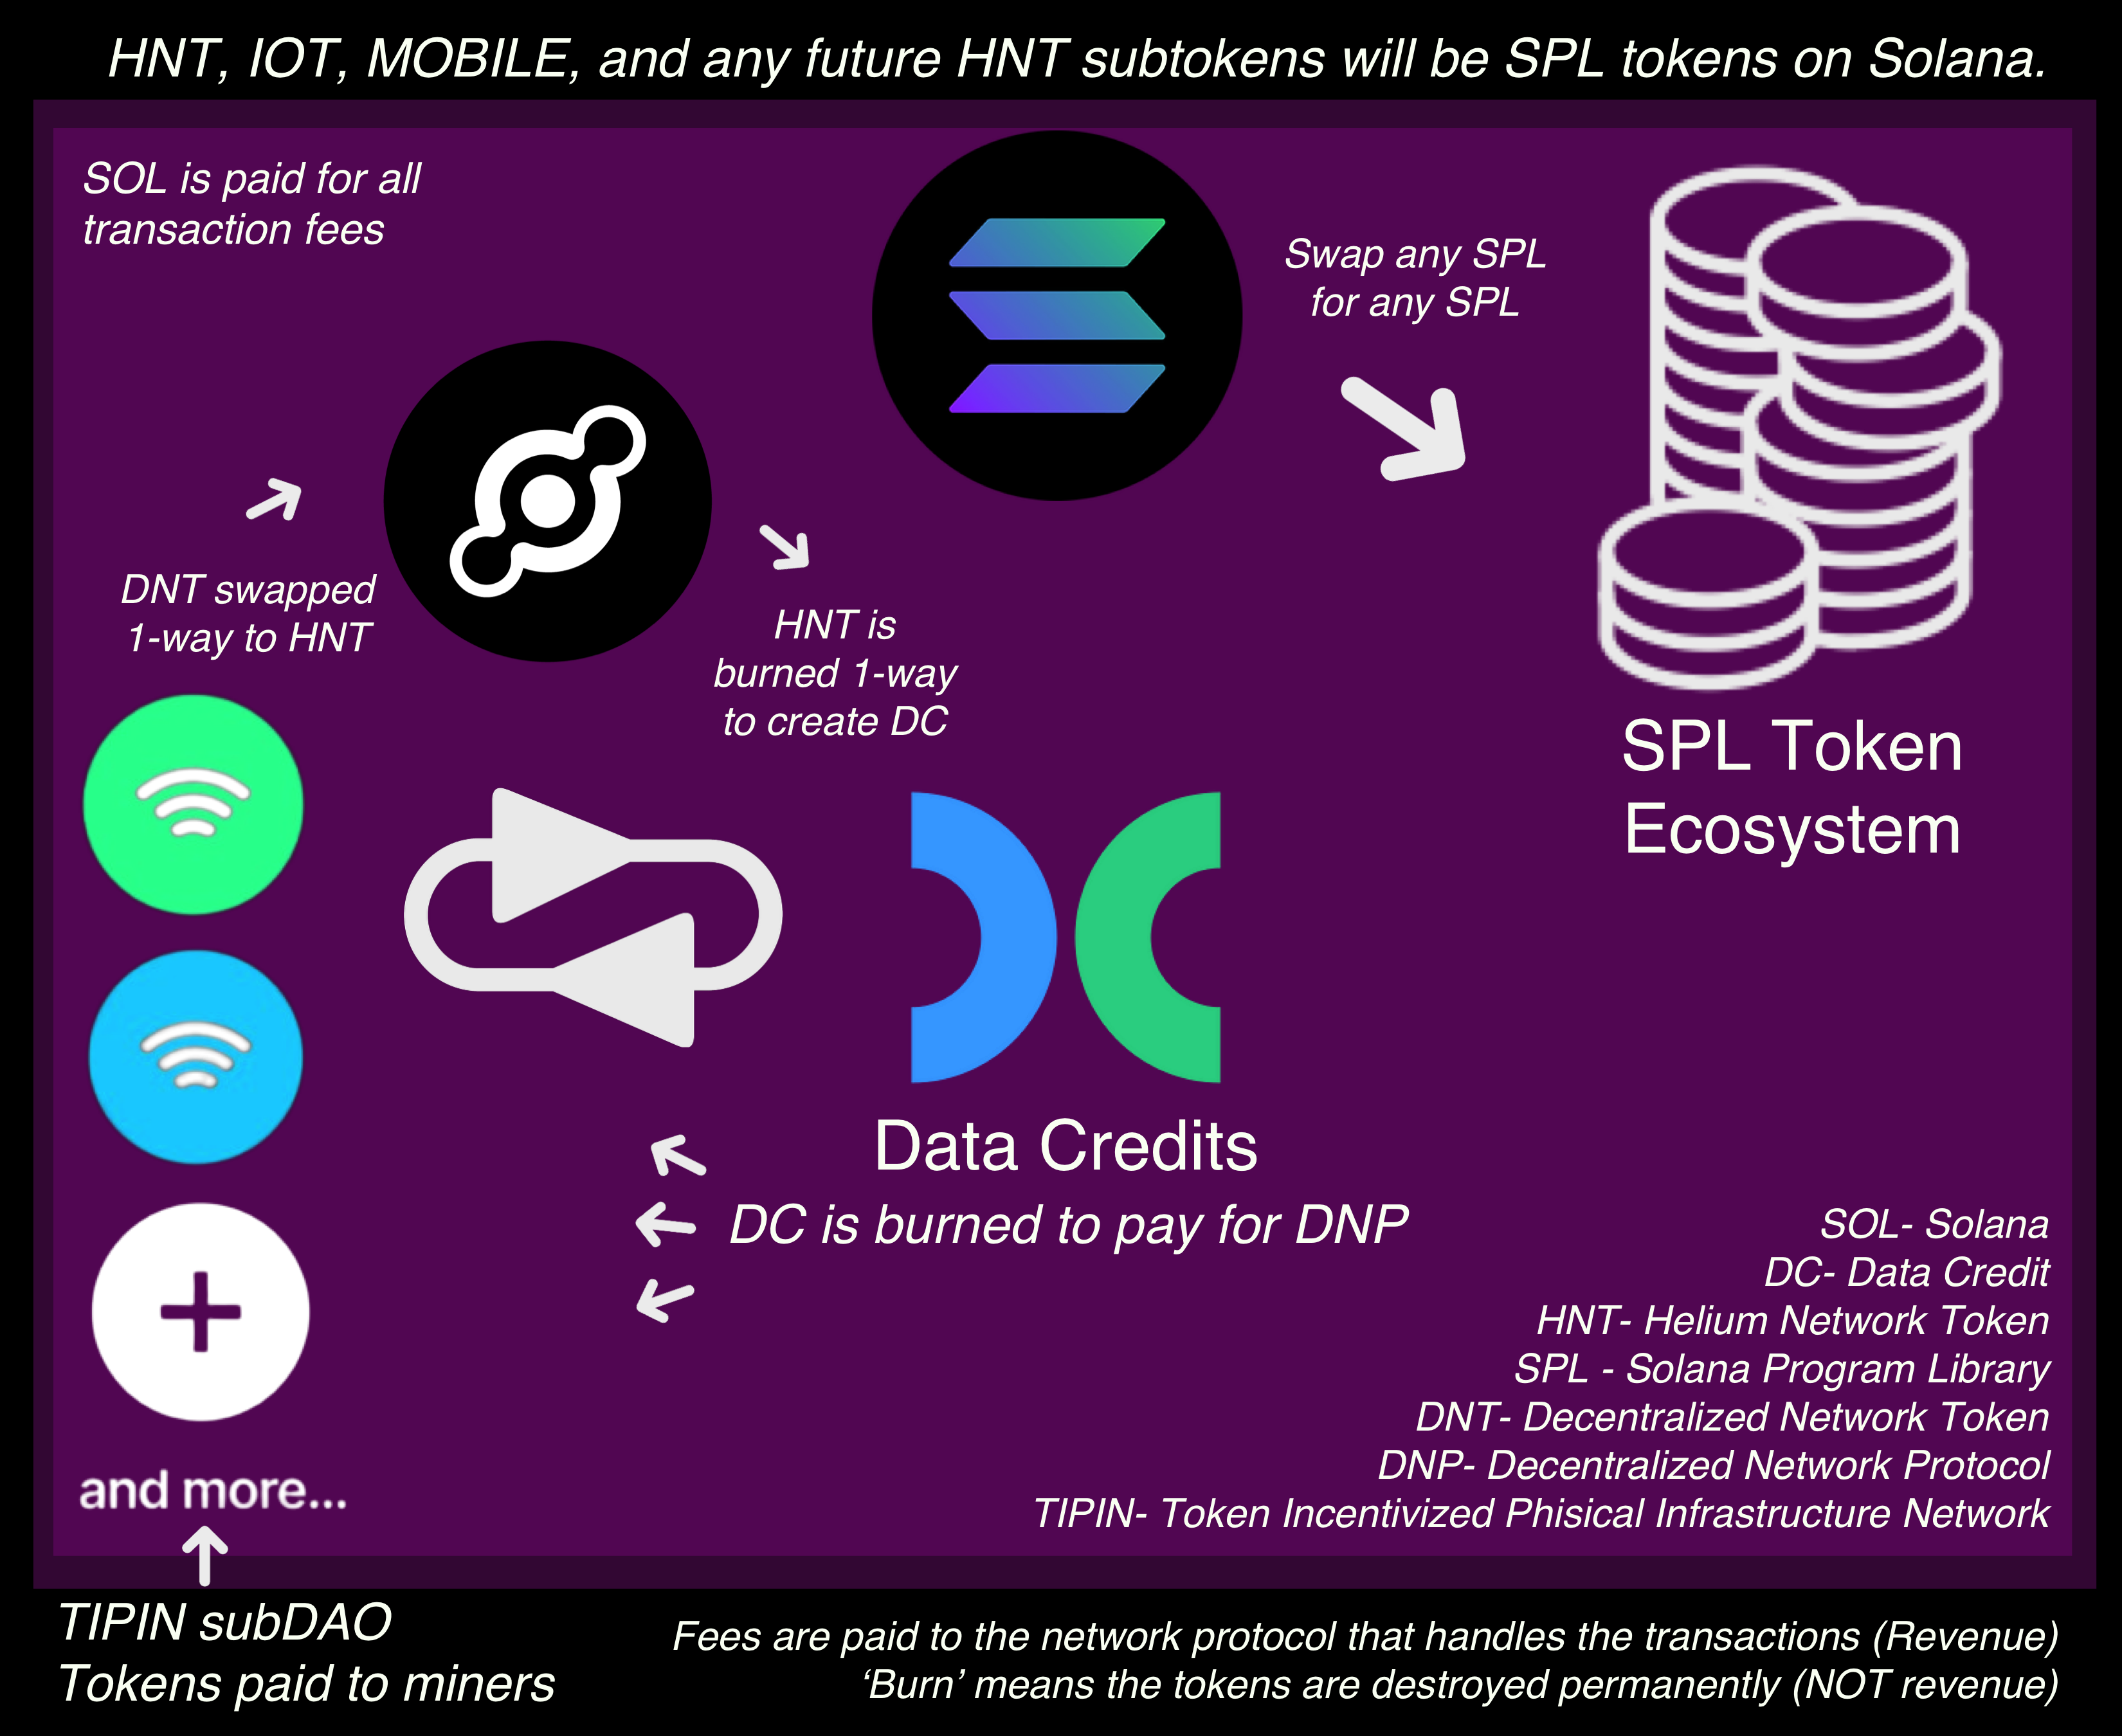 HNT, IOT, MOBILE, and any future HNT subtokens will be SPL tokens on Solana.
SOL is paid for all
transaction fees
Swap any SPL
for any SPL
DNT swapped
1-way to HNT
HNT is
burned 1-way
to create DC
SPL Token
Ecosystem
Data Credits
DC is burned to pay for DNP
SOL- Solana
DC- Data Credit
HNT- Helium Network Token
SPL - Solana Program Library
DNT- Decentralized Network Token
DNP- Decentralized Network Protocol
TIPIN- Token Incentivized Phisical Infrastructure Network
and more...
TIPIN subDAO
Tokens paid to miners
Fees are paid to the network protocol that handles the transactions (Revenue)
‘Burn’ means the tokens are destroyed permanently (NOT revenue)